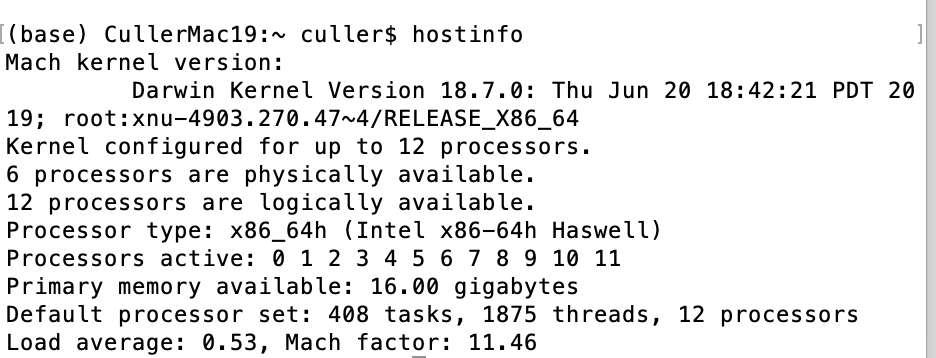 [(base) CullerMac19:~ culler$ hostinfo ]
Mach kernel version:
         Darwin Kernel Version 18.7.0: Thu Jun 20 18:42:21 PDT 20
19; root:xnu-4903.270.47~4/RELEASE_X86_64
Kernel configured for up to 12 processors.
6 processors are physically available.
12 processors are logically available.
Processor type: x86_64h (Intel x86-64h Haswell)
Processors active: 0 1 2 3 4 5 6 7 8 9 10 11
Primary memory available: 16.00 gigabytes
Default processor set: 408 tasks, 1875 threads, 12 processors
Load average: 0.53, Mach factor: 11.46